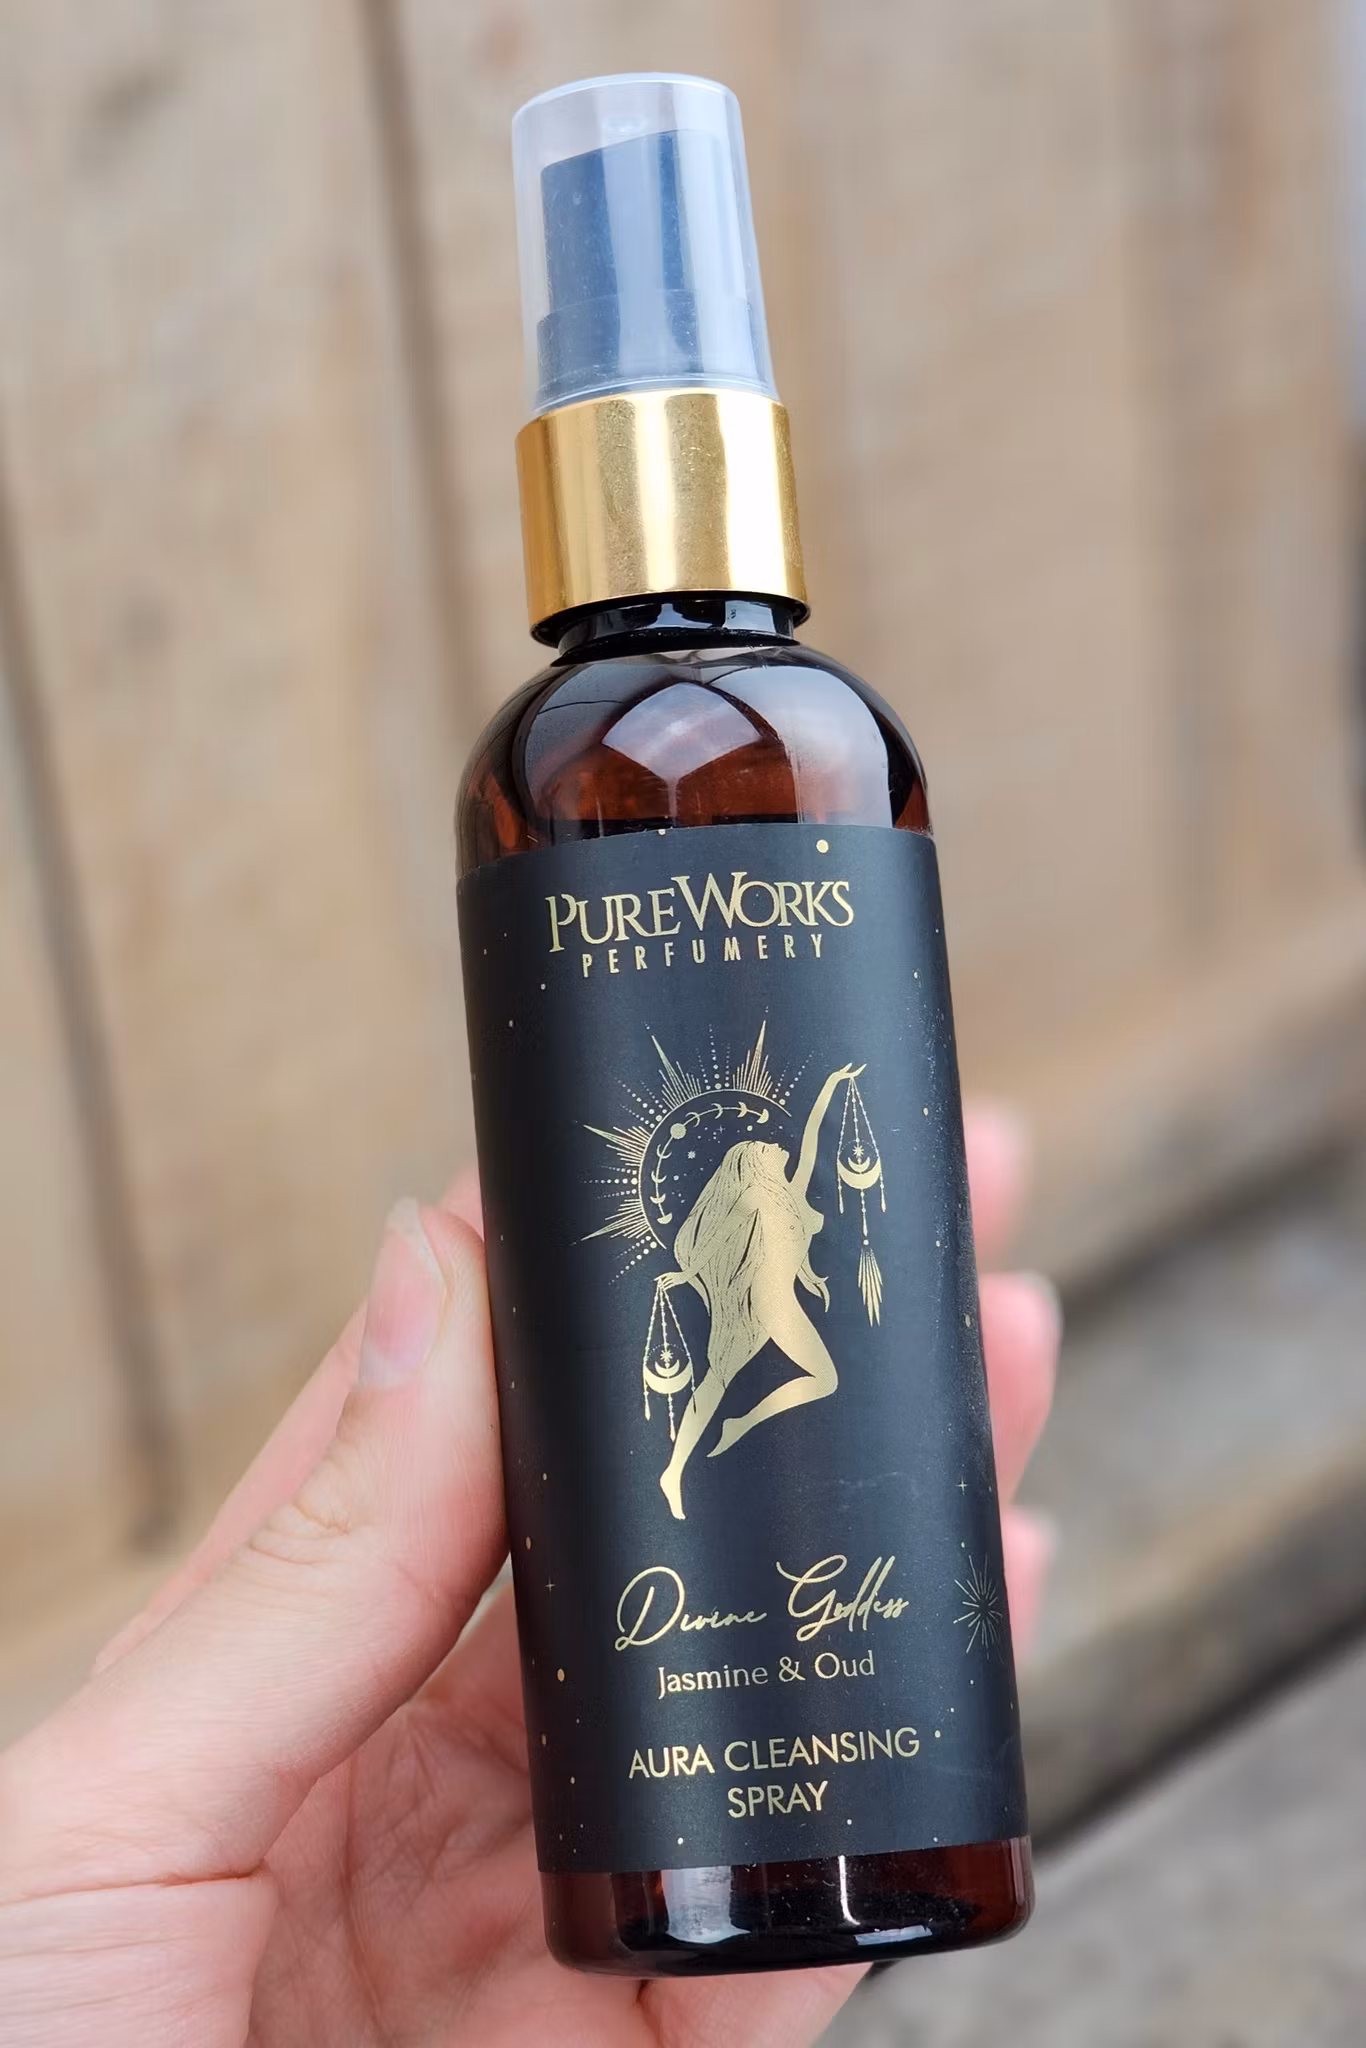 PUREWORKS
PERFUMERY
Divine Goddess
Jasmine & Oud
AURA CLEANSING
SPRAY